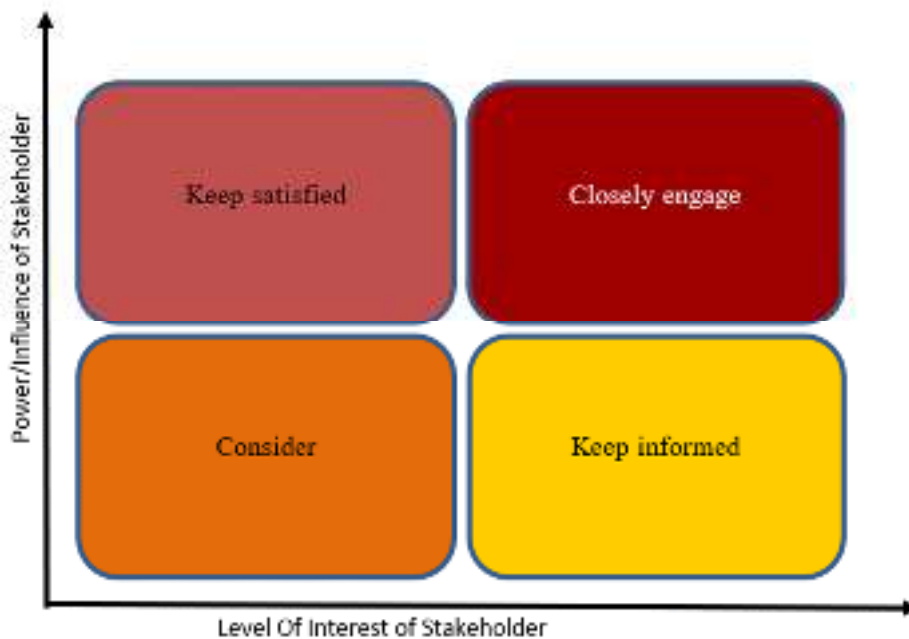 Power/Influence of Stakeholder
Keep satisfied
Closely engage
Consider
Keep informed
Level Of Interest of Stakeholder